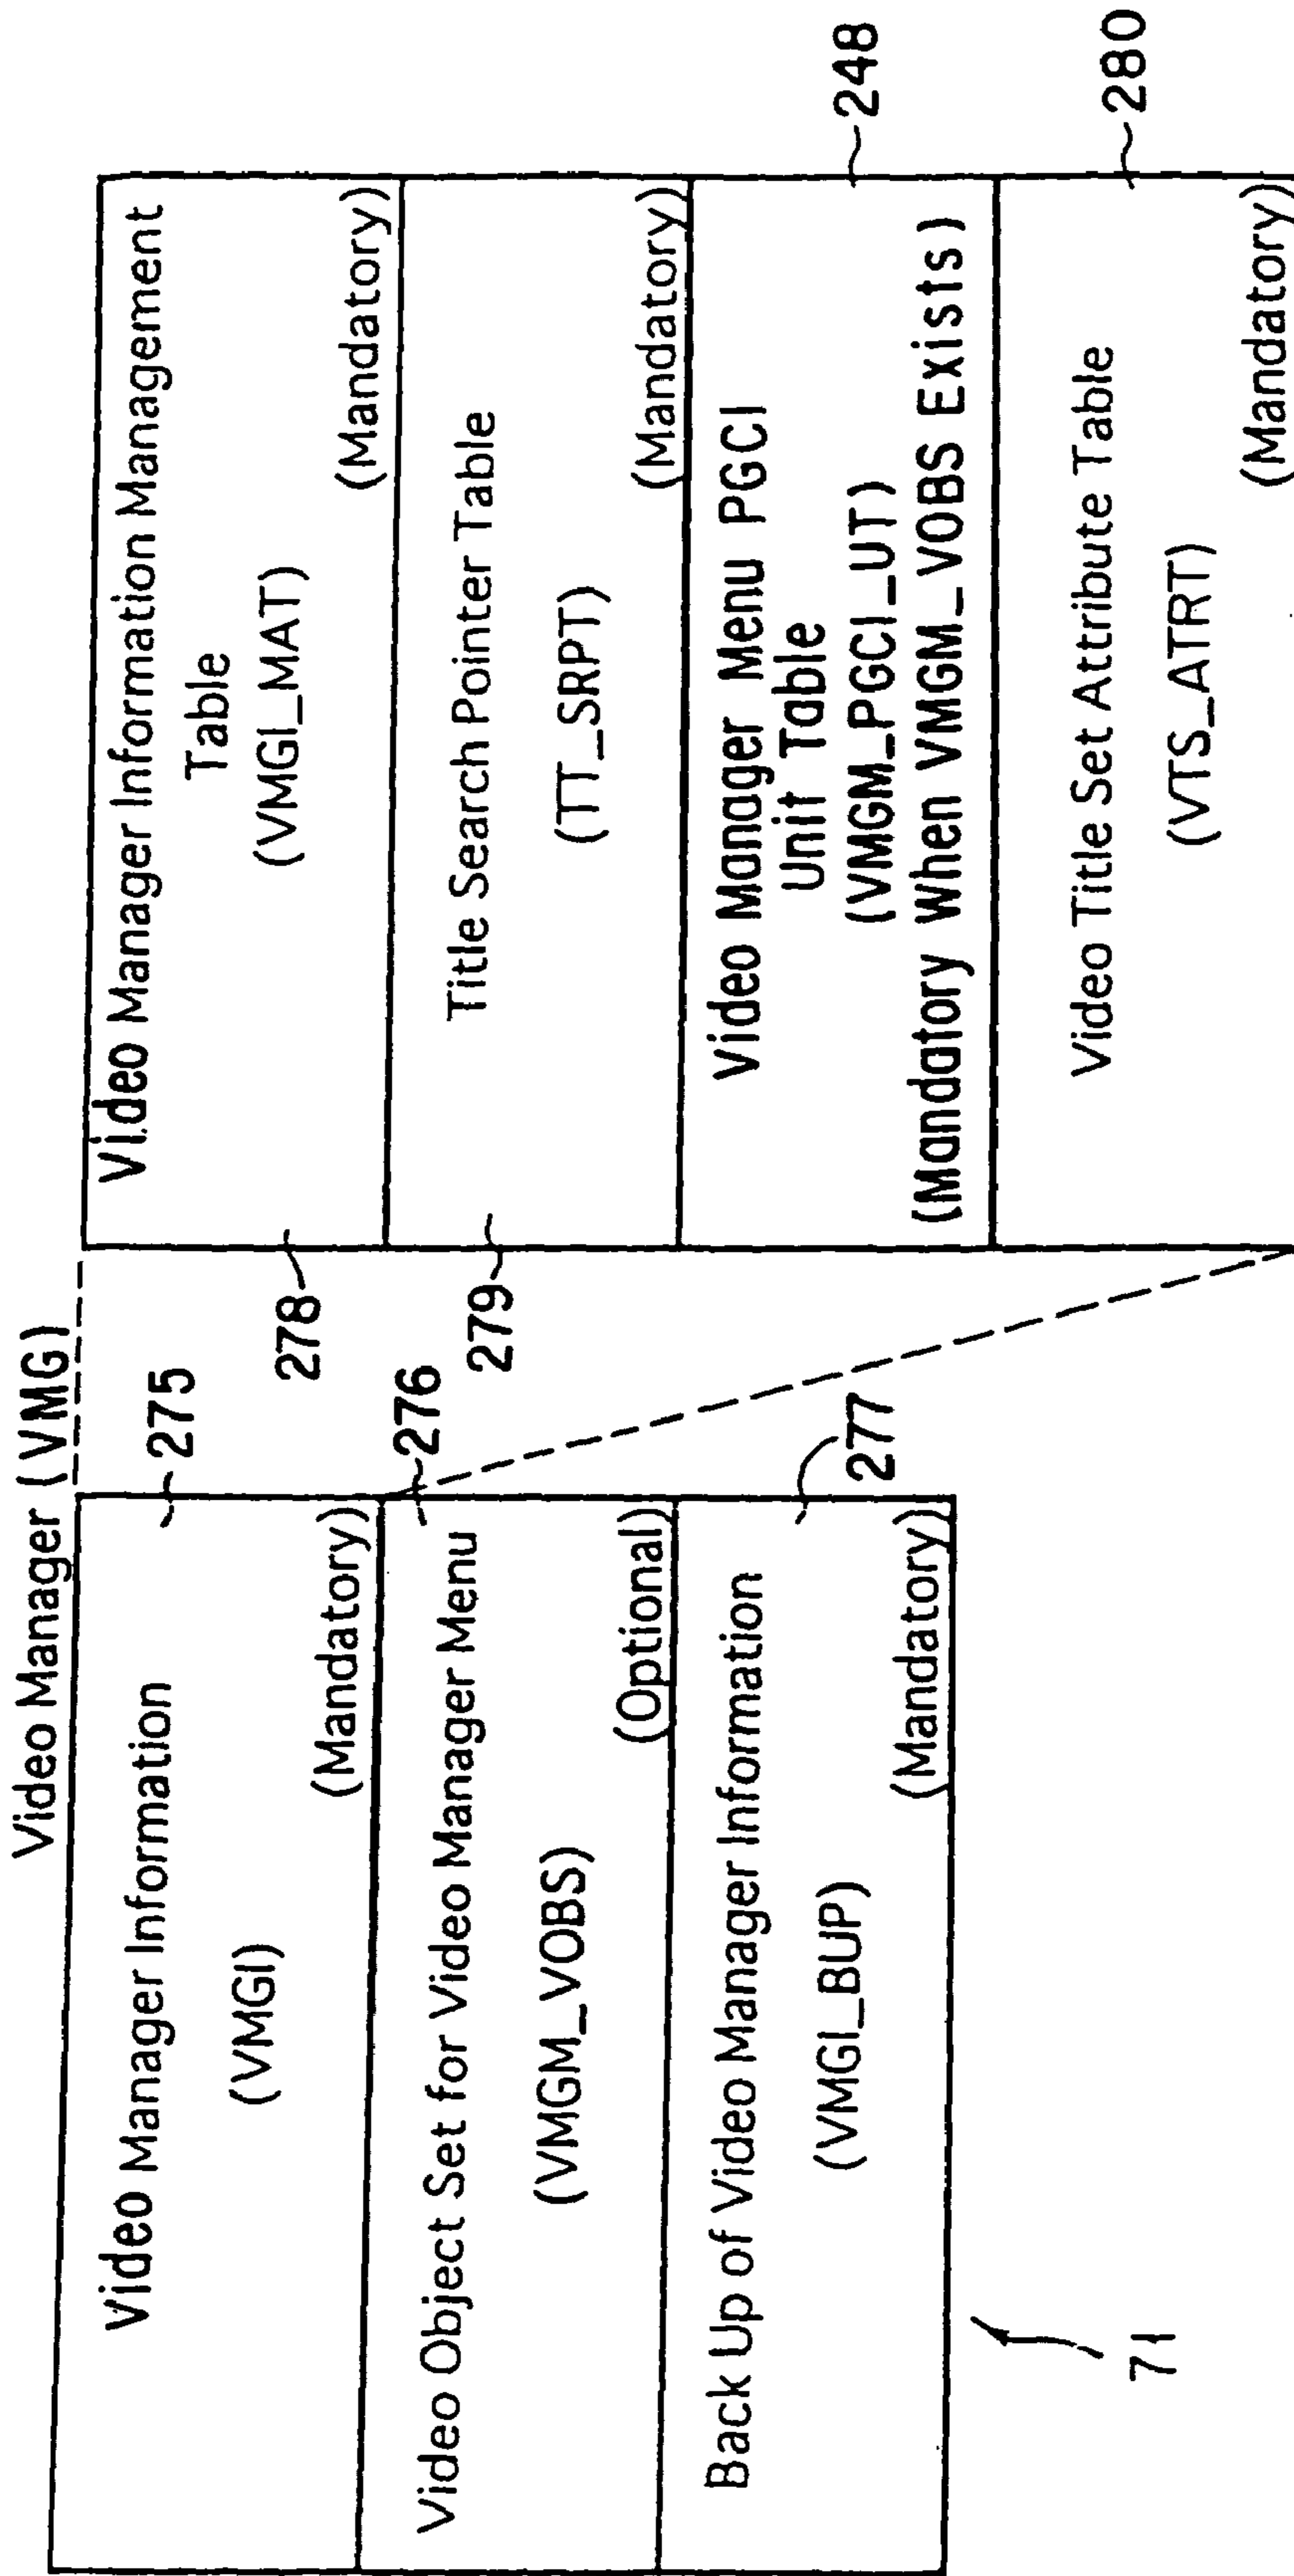 Video Manager (VMG)
Video Manager Information
(VMGI)
(Mandatory)
275
Video Object Set for Video Manager Menu
(VMGM_VOBS)
(Optional)
276
Back Up of Video Manager Information
(VMGI_BUP)
(Mandatory)
277
71
Video Manager Information Management
Table
(VMGI_MAT)
(Mandatory)
278
Title Search Pointer Table
(TT_SRPT)
(Mandatory)
279
Video Manager Menu PGCI
Unit Table
(VMGM_PGCI_UT)
(Mandatory When VMGM_VOBS Exists)
248
Video Title Set Attribute Table
(VTS_ATRT)
(Mandatory)
280